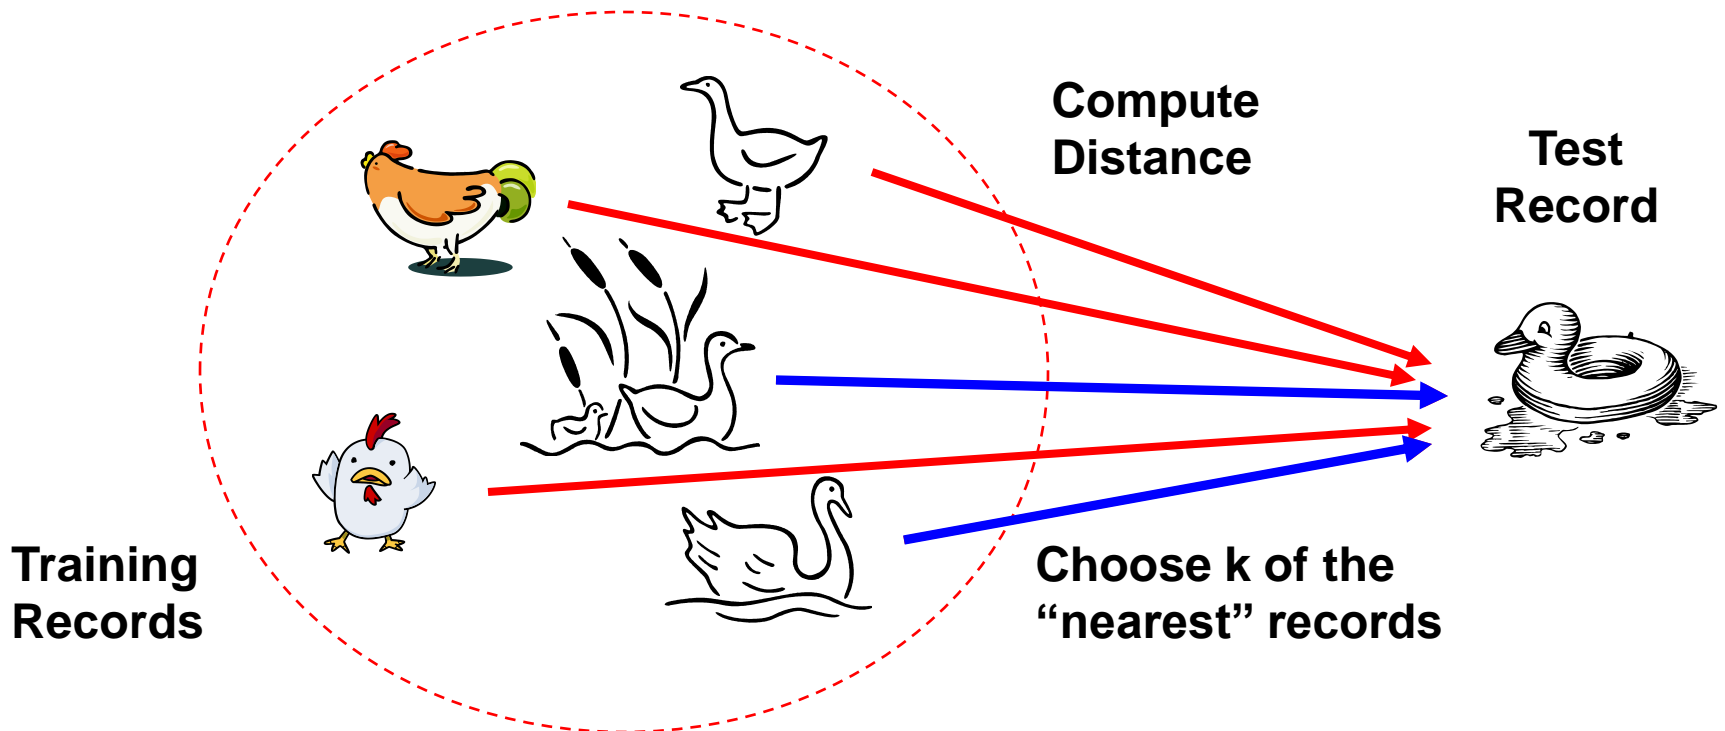 Compute
Distance
Test
Record
Training
Records
Choose k of the
“nearest” records